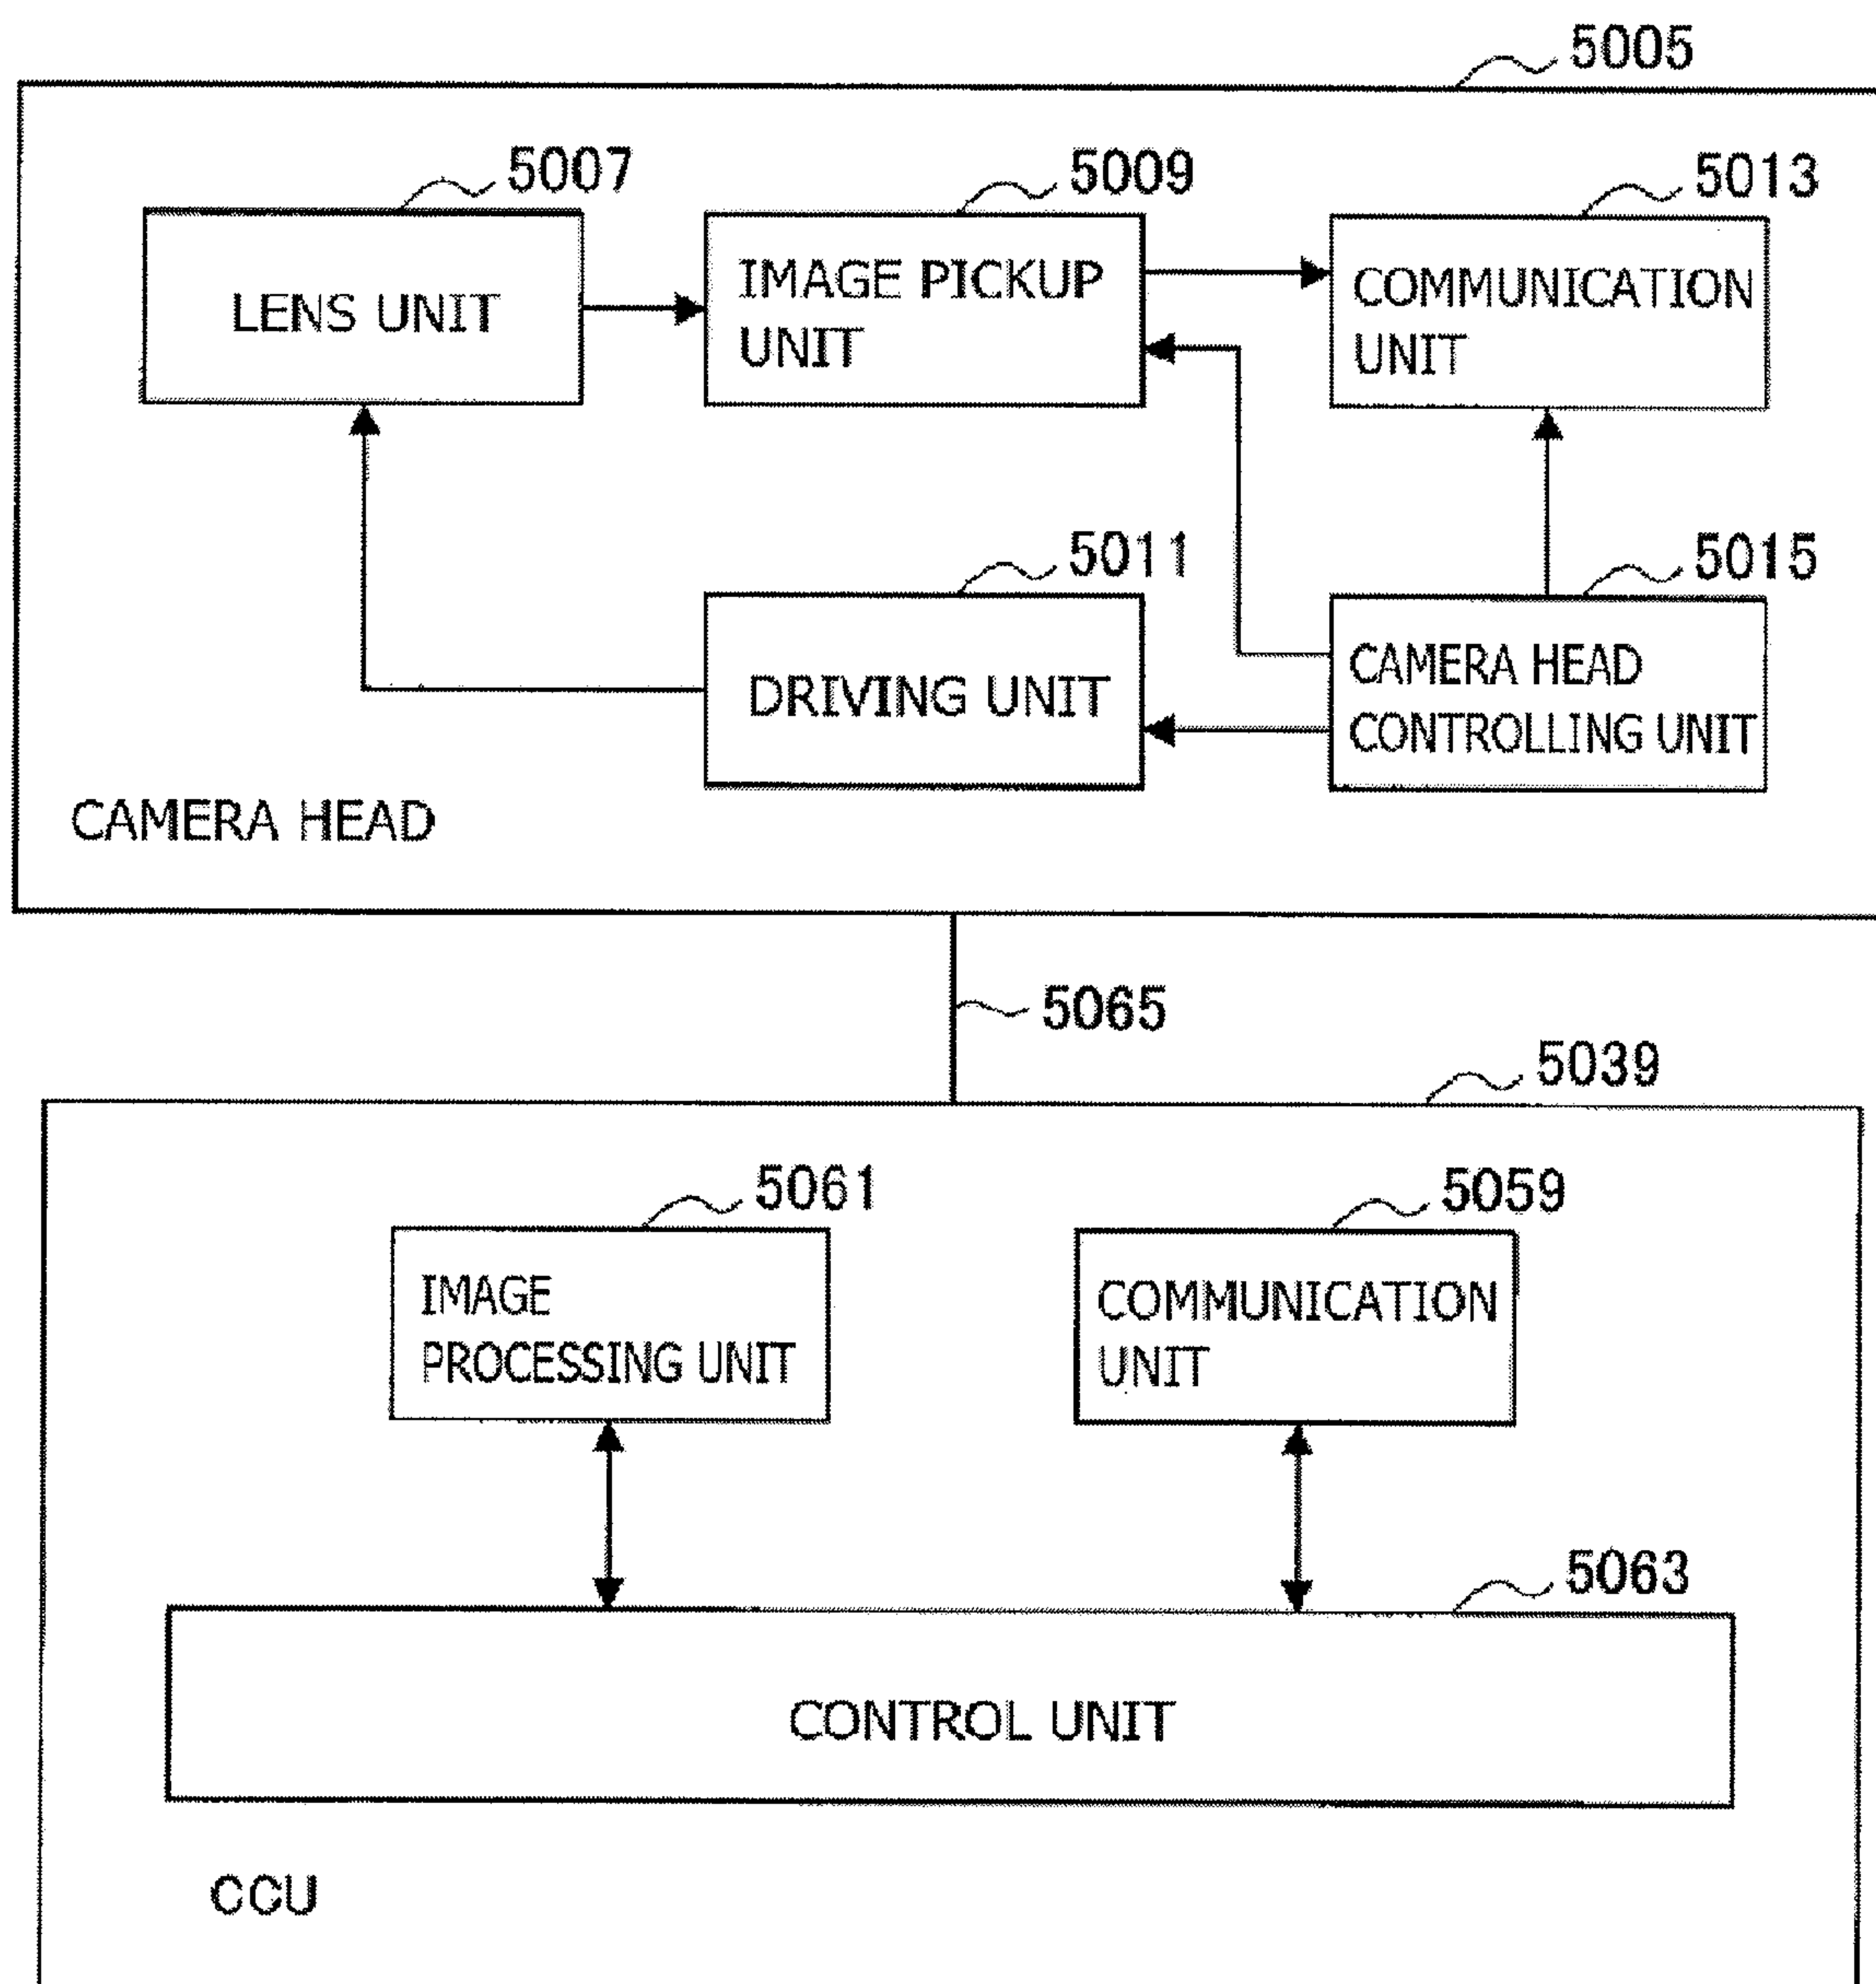 5005
5007
5009
5013
LENS UNIT
IMAGE PICKUP
UNIT
COMMUNICATION
UNIT
5011
5015
DRIVING UNIT
CAMERA HEAD
CONTROLLING UNIT
CAMERA HEAD
5065
5039
5061
5059
IMAGE
PROCESSING UNIT
COMMUNICATION
UNIT
5063
CONTROL UNIT
CCU